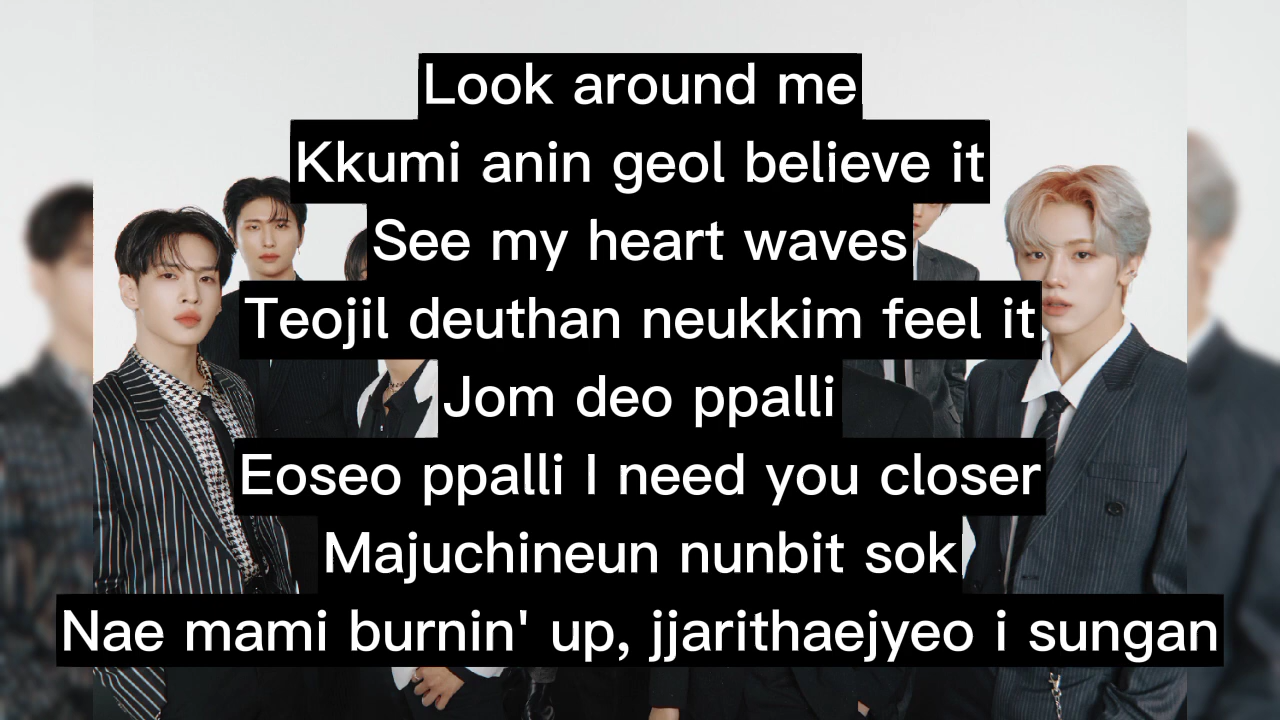 Look around me
Kkumi anin geol believe it
See my heart waves
Teojil deuthan neukkim feel it
Jom deo ppalli
Eoseo ppalli I need you closer
Majuchineun nunbit sok
Nae mami burnin' up, jjarithaejyeo i sungan